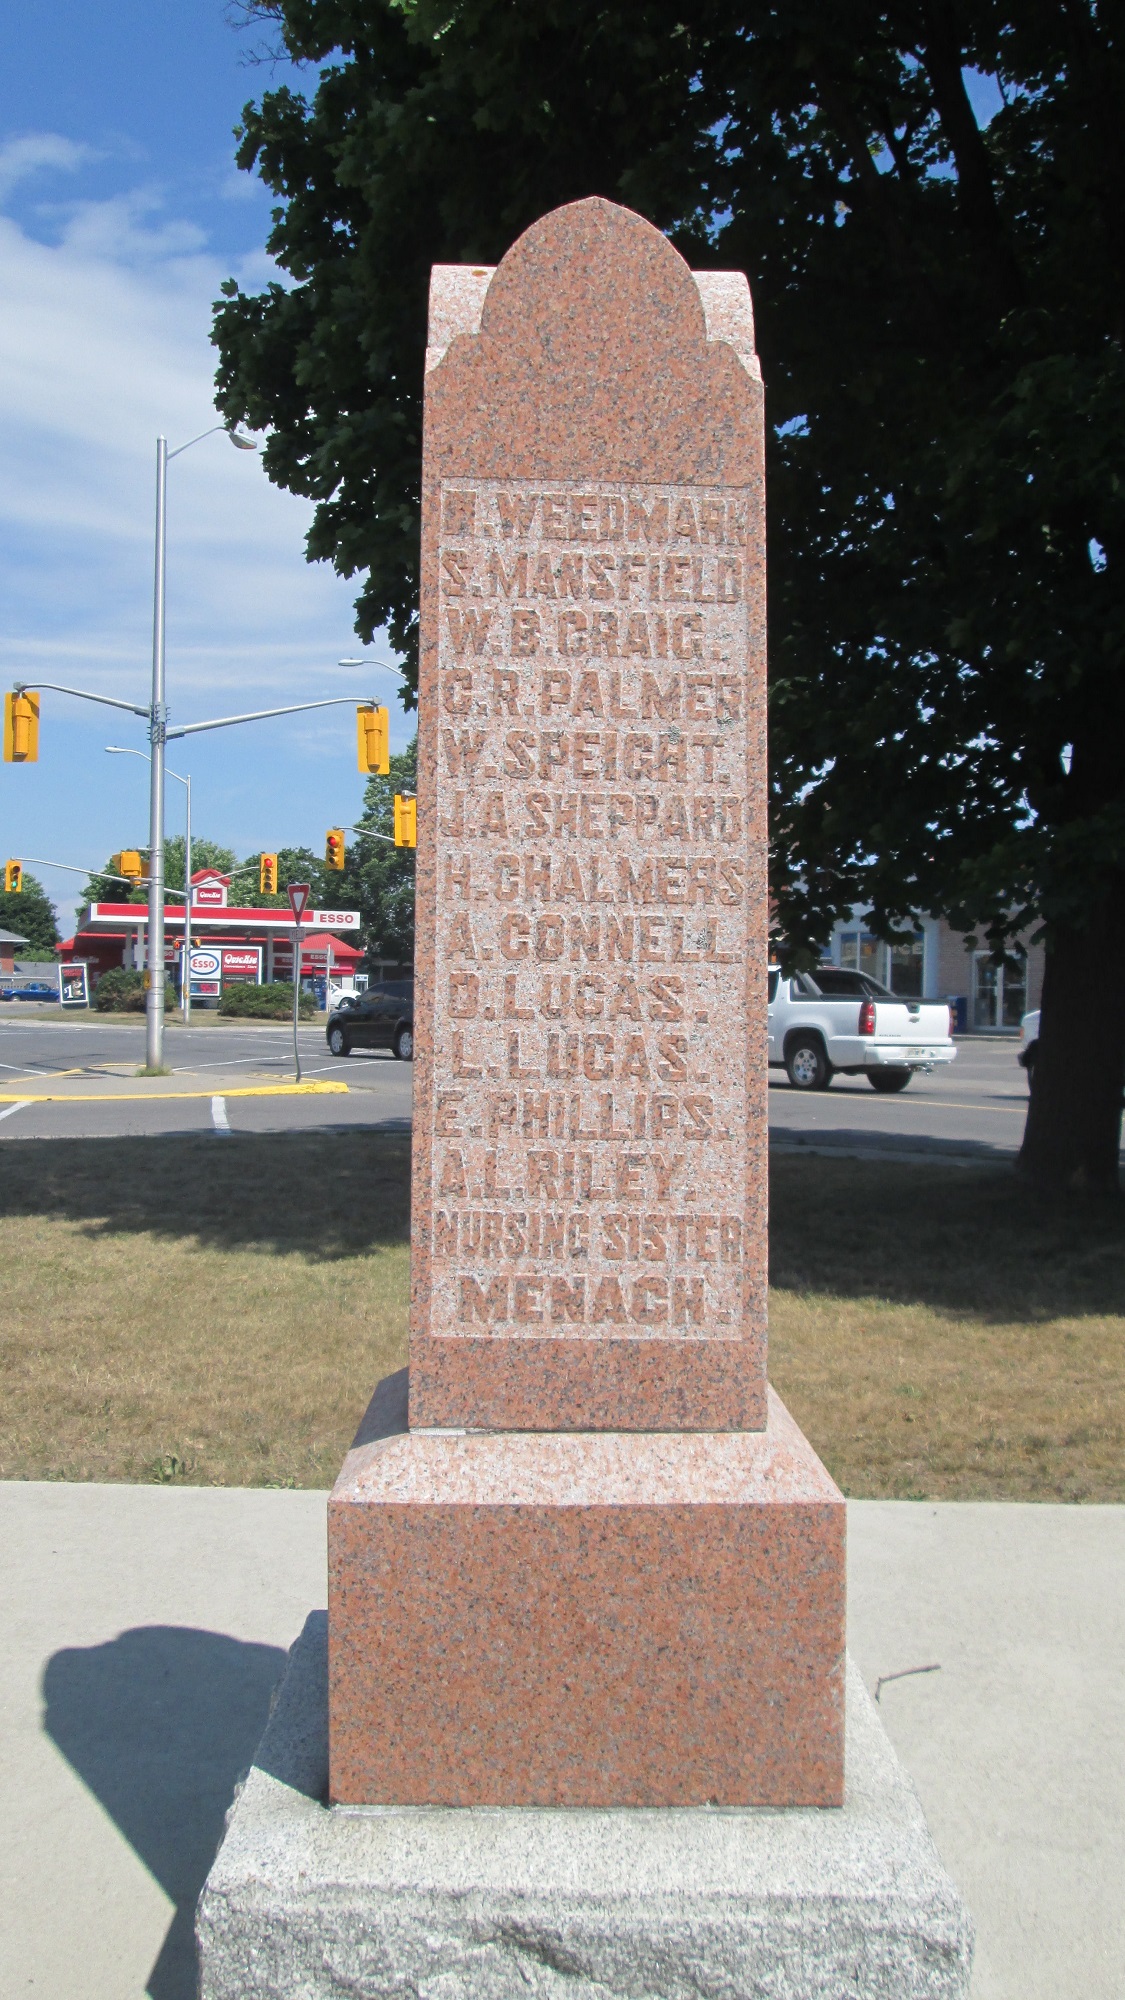 H. WEEDMARK
S. MANSFIELD
W. B. CRAIG.
C. R. PALMER
W. SPEIGHT.
J. A. SHEPPARD
H. CHALMERS
A. CONNELL.
D. LUCAS.
L. LUCAS.
E. PHILLIPS.
A. L. RILEY.
NURSING SISTER
MENACH.
ESSO
Esso